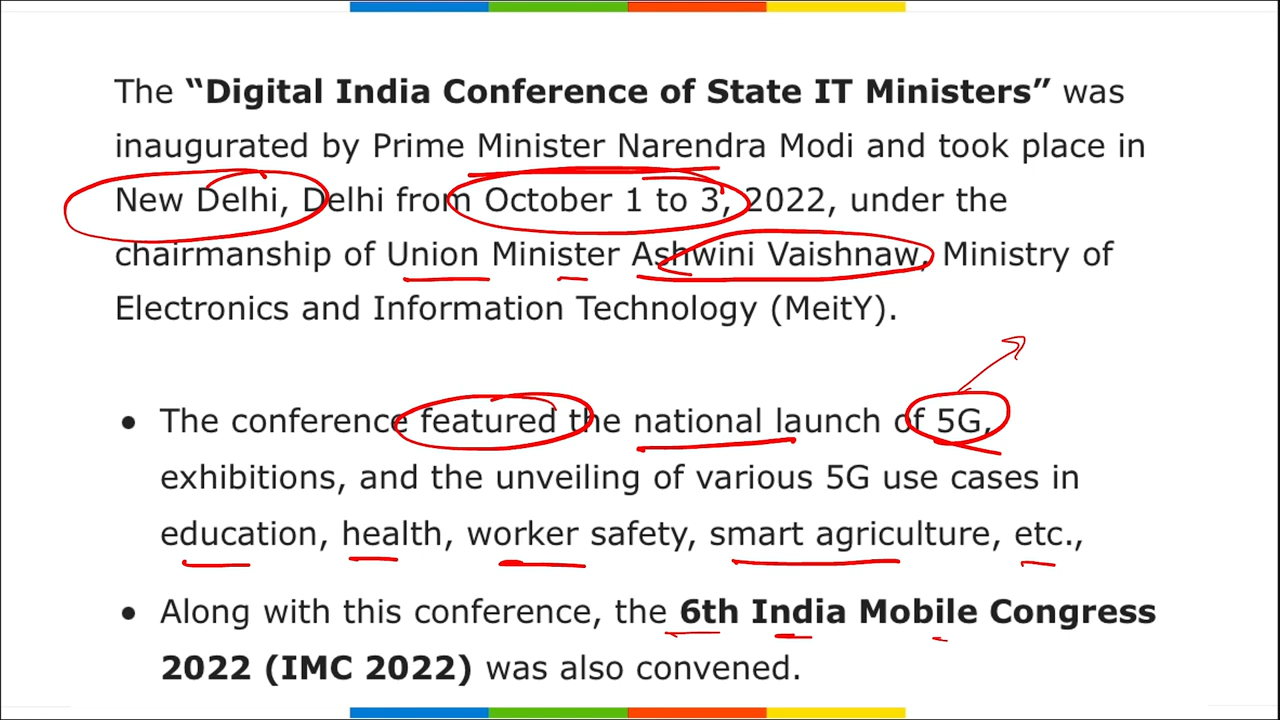 The “Digital India Conference of State IT Ministers” was
inaugurated by Prime Minister Narendra Modi and took place in
New Delhi, Delhi from October 1 to 3, 2022, under the
chairmanship of Union Minister Ashwini Vaishnaw, Ministry of
Electronics and Information Technology (MeitY).
• The conference featured the national launch of 5G,
exhibitions, and the unveiling of various 5G use cases in
education, health, worker safety, smart agriculture, etc.,
• Along with this conference, the 6th India Mobile Congress
2022 (IMC 2022) was also convened.